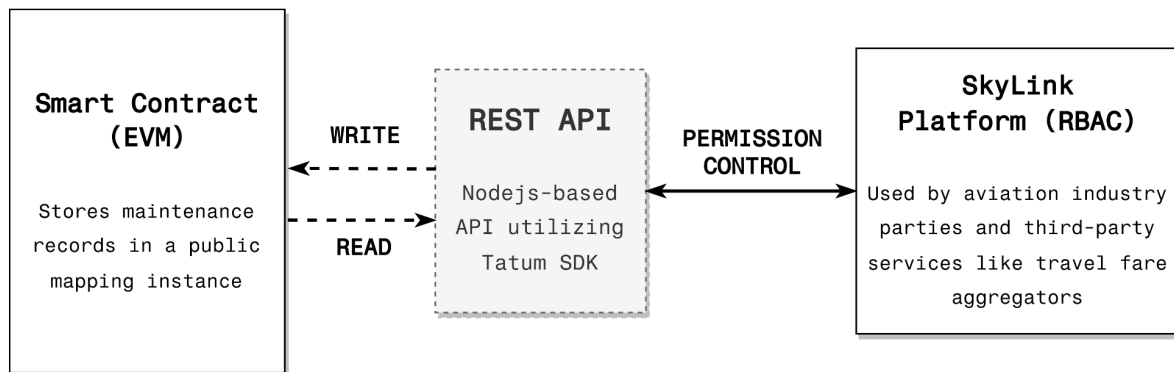 Smart Contract
(EVM)
Stores maintenance
records in a public
mapping instance
WRITE
READ
REST API
Nodejs-based
API utilizing
Tatum SDK
PERMISSION
CONTROL
SkyLink
Platform (RBAC)
Used by aviation industry
parties and third-party
services like travel fare
aggregators